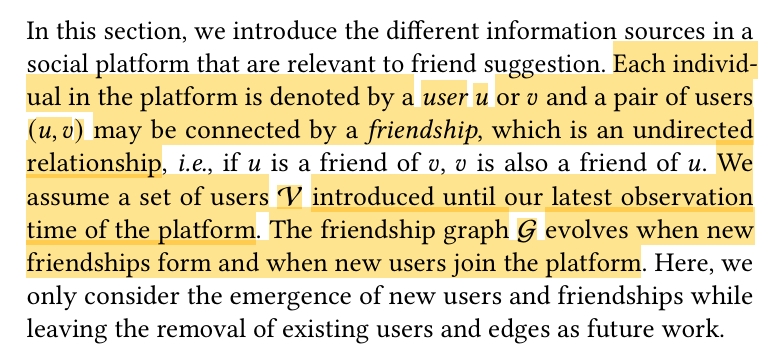 In this section, we introduce the different information sources in a
social platform that are relevant to friend suggestion. Each individ-
ual in the platform is denoted by a user u or v and a pair of users
(u, v) may be connected by a friendship, which is an undirected
relationship, i.e., if u is a friend of v, v is also a friend of u. We
assume a set of users 𝒱 introduced until our latest observation
time of the platform. The friendship graph 𝒢 evolves when new
friendships form and when new users join the platform. Here, we
only consider the emergence of new users and friendships while
leaving the removal of existing users and edges as future work.